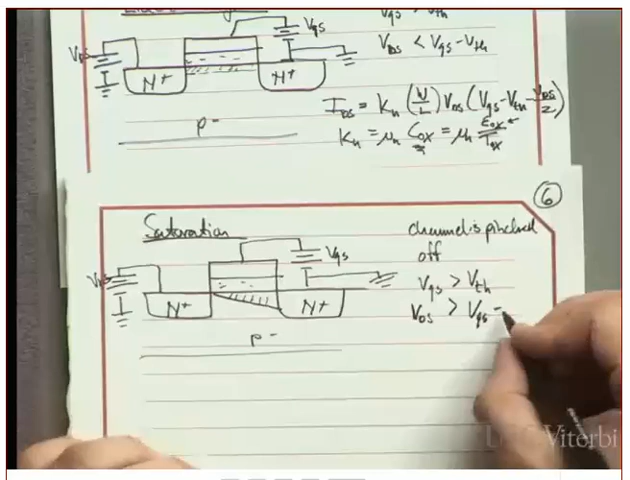 Vgs
Vgs > Vth
VDS
VDS < Vgs - Vth
N+
N+
IDS = Kn (W/L) VDS (Vgs - Vth - VDS/2)
p-
Kn = μn Cox = μn εox/Tox
6
Saturation
channel is pinched
off
Vgs
VDS
Vgs > Vth
N+
N+
VDS > Vgs -
p-
Viterbi